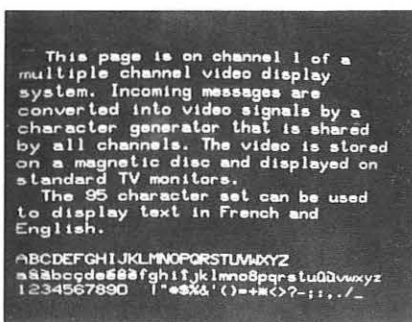 This page is on channel 1 of a
multiple channel video display
system. Incoming messages are
converted into video signals by a
character generator that is shared
by all channels. The video is stored
on a magnetic disc and displayed on
standard TV monitors.
The 95 character set can be used
to display text in French and
English.
ABCDEFGHIJKLMNOPQRSTUVWXYZ
1234567890